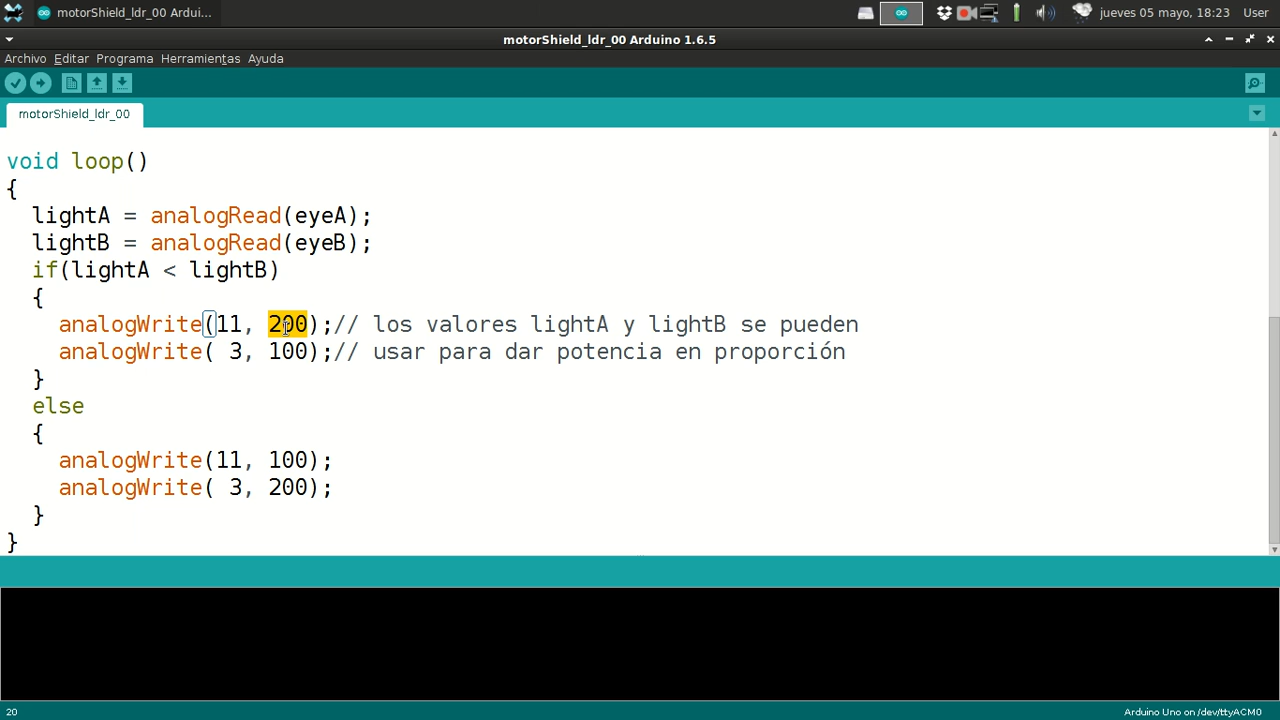 motorShield_ldr_00 Ardui...
jueves 05 mayo, 18:23 User
motorShield_ldr_00 Arduino 1.6.5
Archivo Editar Programa Herramientas Ayuda
motorShield_ldr_00
void loop()
{
  lightA = analogRead(eyeA);
  lightB = analogRead(eyeB);
  if(lightA < lightB)
  {
    analogWrite(11, 200);// los valores lightA y lightB se pueden
    analogWrite( 3, 100);// usar para dar potencia en proporción
  }
  else
  {
    analogWrite(11, 100);
    analogWrite( 3, 200);
  }
}
20
Arduino Uno on /dev/ttyACM0